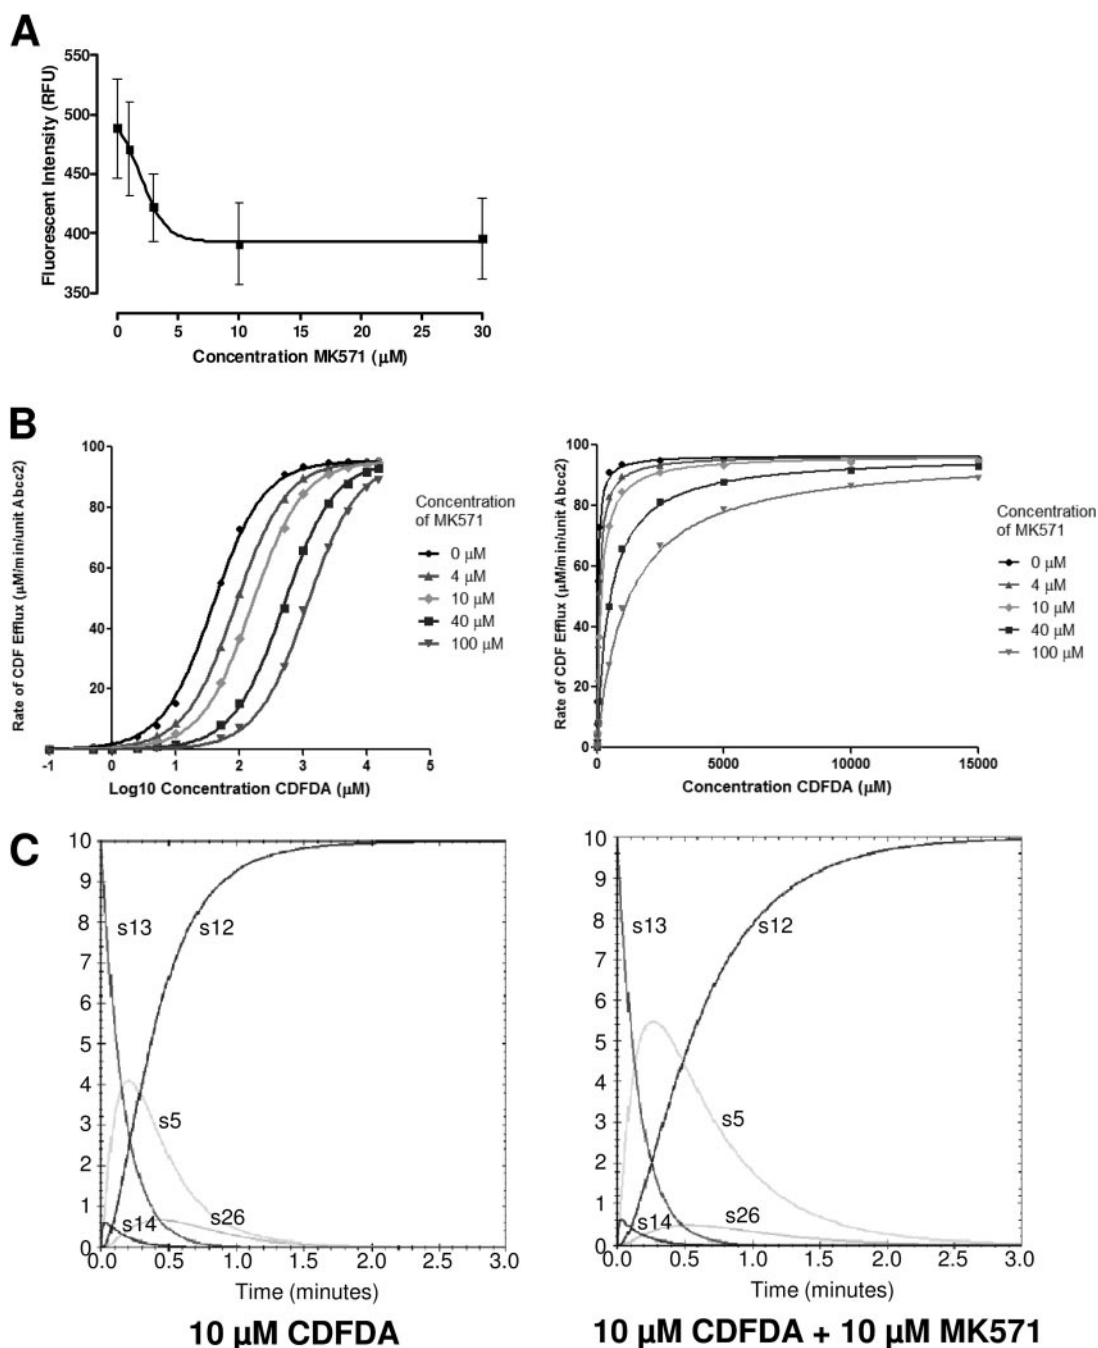 A
Fluorescent Intensity (RFU)
550
500
450
400
350
0 5 10 15 20 25 30
Concentration MK571 (μM)
B
Rate of CDF Efflux (μM/min/unit Abcc2)
100
80
60
40
20
-1 0 1 2 3 4 5
Log10 Concentration CDFDA (μM)
Concentration
of MK571
0 μM
4 μM
10 μM
40 μM
100 μM
Rate of CDF Efflux (μM/min/unit Abcc2)
100
80
60
40
20
0
0 5000 10000 15000
Concentration CDFDA (μM)
Concentration
of MK571
0 μM
4 μM
10 μM
40 μM
100 μM
C
10
9
8
7
6
5
4
3
2
1
0
s13 s12
s5
s14 s26
0.0 0.5 1.0 1.5 2.0 2.5 3.0
Time (minutes)
10 μM CDFDA
10
9
8
7
6
5
4
3
2
1
0
s13 s12
s5
s14 s26
0.0 0.5 1.0 1.5 2.0 2.5 3.0
Time (minutes)
10 μM CDFDA + 10 μM MK571